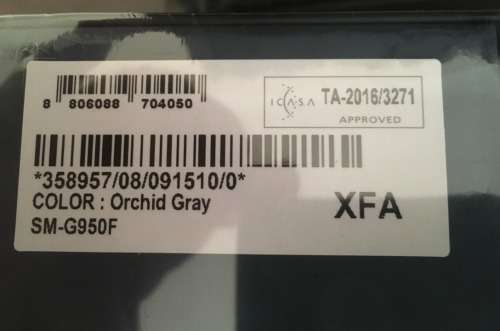 8 806088 704050
ICASA TA-2016/3271
APPROVED
*358957/08/091510/0*
COLOR : Orchid Gray
SM-G950F
XFA